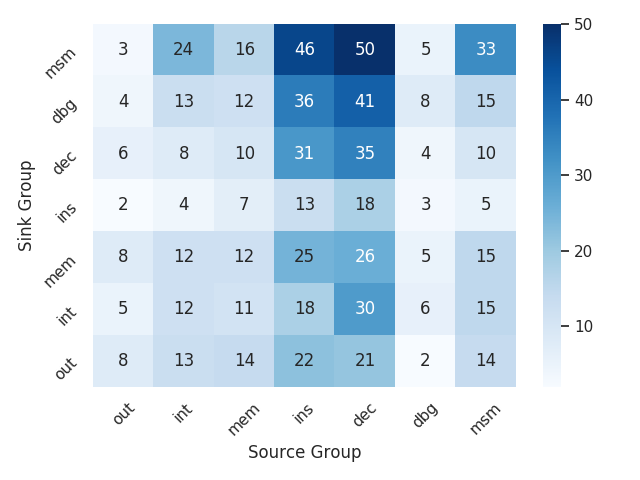 msm 3 24 16 46 50 5 33
dbg 4 13 12 36 41 8 15
dec 6 8 10 31 35 4 10
ins 2 4 7 13 18 3 5
mem 8 12 12 25 26 5 15
int 5 12 11 18 30 6 15
out 8 13 14 22 21 2 14
out int mem ins dec dbg msm
Source Group
Sink Group
50
40
30
20
10